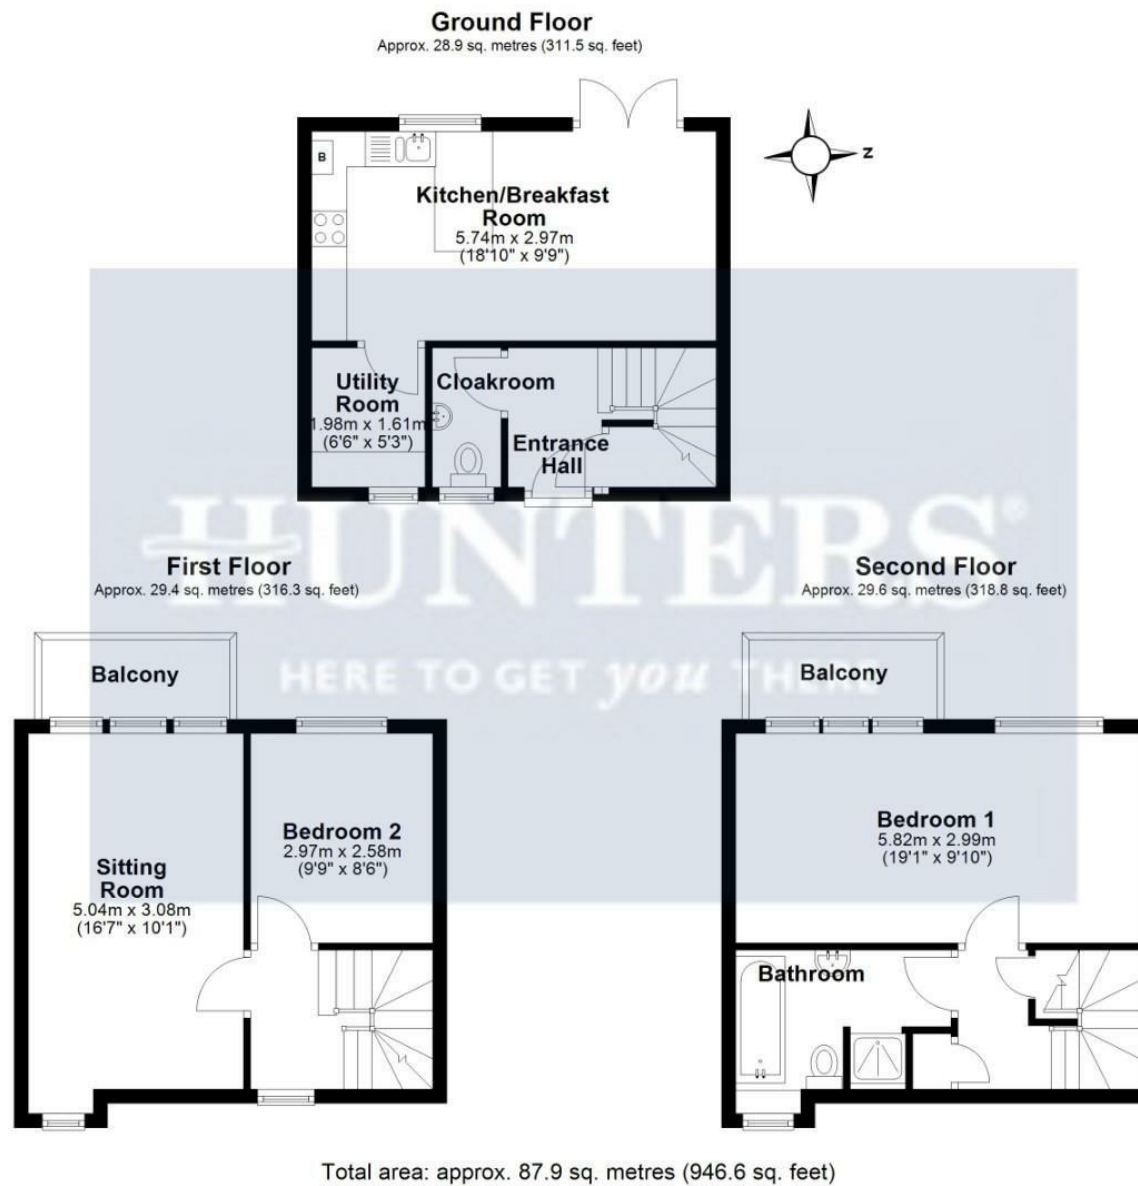 Ground Floor
Approx. 28.9 sq. metres (311.5 sq. feet)
Z
B
Kitchen/Breakfast
Room
5.74m x 2.97m
(18'10" x 9'9")
Utility
Room
1.98m x 1.61m
(6'6" x 5'3")
Cloakroom
Entrance
Hall
HUNTERS®
HERE TO GET you THERE
First Floor
Approx. 29.4 sq. metres (316.3 sq. feet)
Balcony
Sitting
Room
5.04m x 3.08m
(16'7" x 10'1")
Bedroom 2
2.97m x 2.58m
(9'9" x 8'6")
Second Floor
Approx. 29.6 sq. metres (318.8 sq. feet)
Balcony
Bedroom 1
5.82m x 2.99m
(19'1" x 9'10")
Bathroom
Total area: approx. 87.9 sq. metres (946.6 sq. feet)